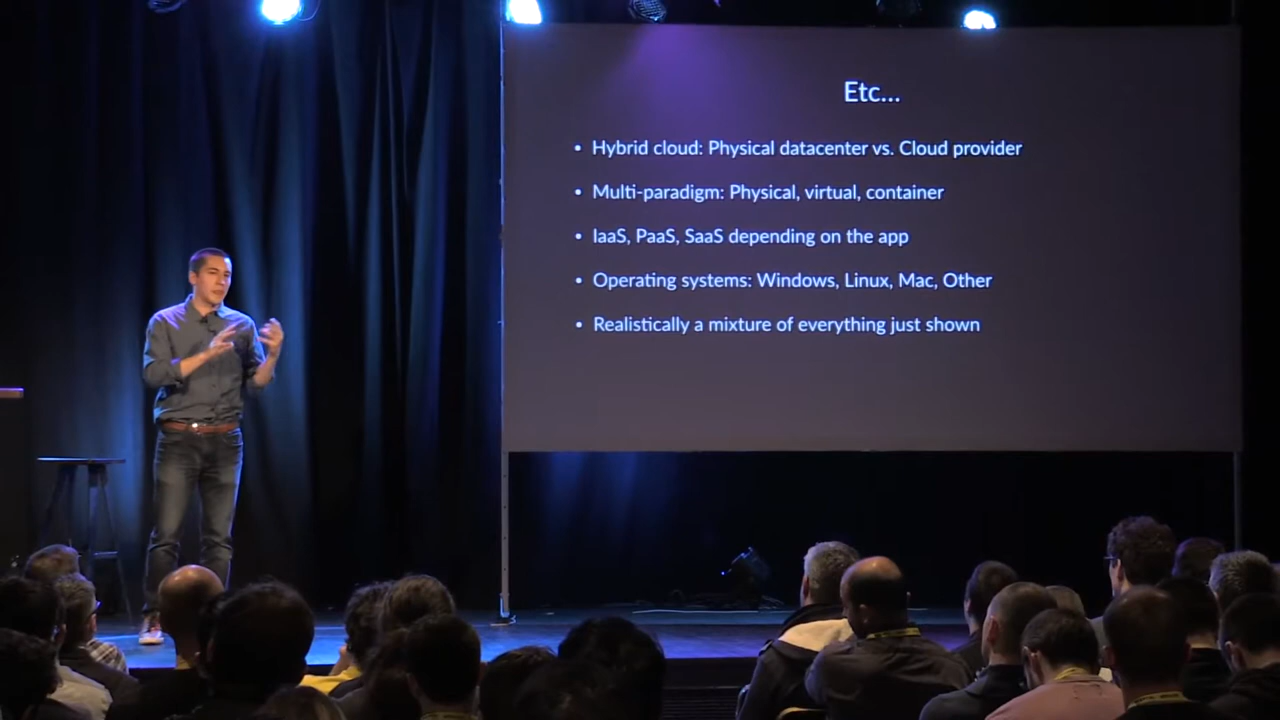 Etc...
• Hybrid cloud: Physical datacenter vs. Cloud provider
• Multi-paradigm: Physical, virtual, container
• IaaS, PaaS, SaaS depending on the app
• Operating systems: Windows, Linux, Mac, Other
• Realistically a mixture of everything just shown